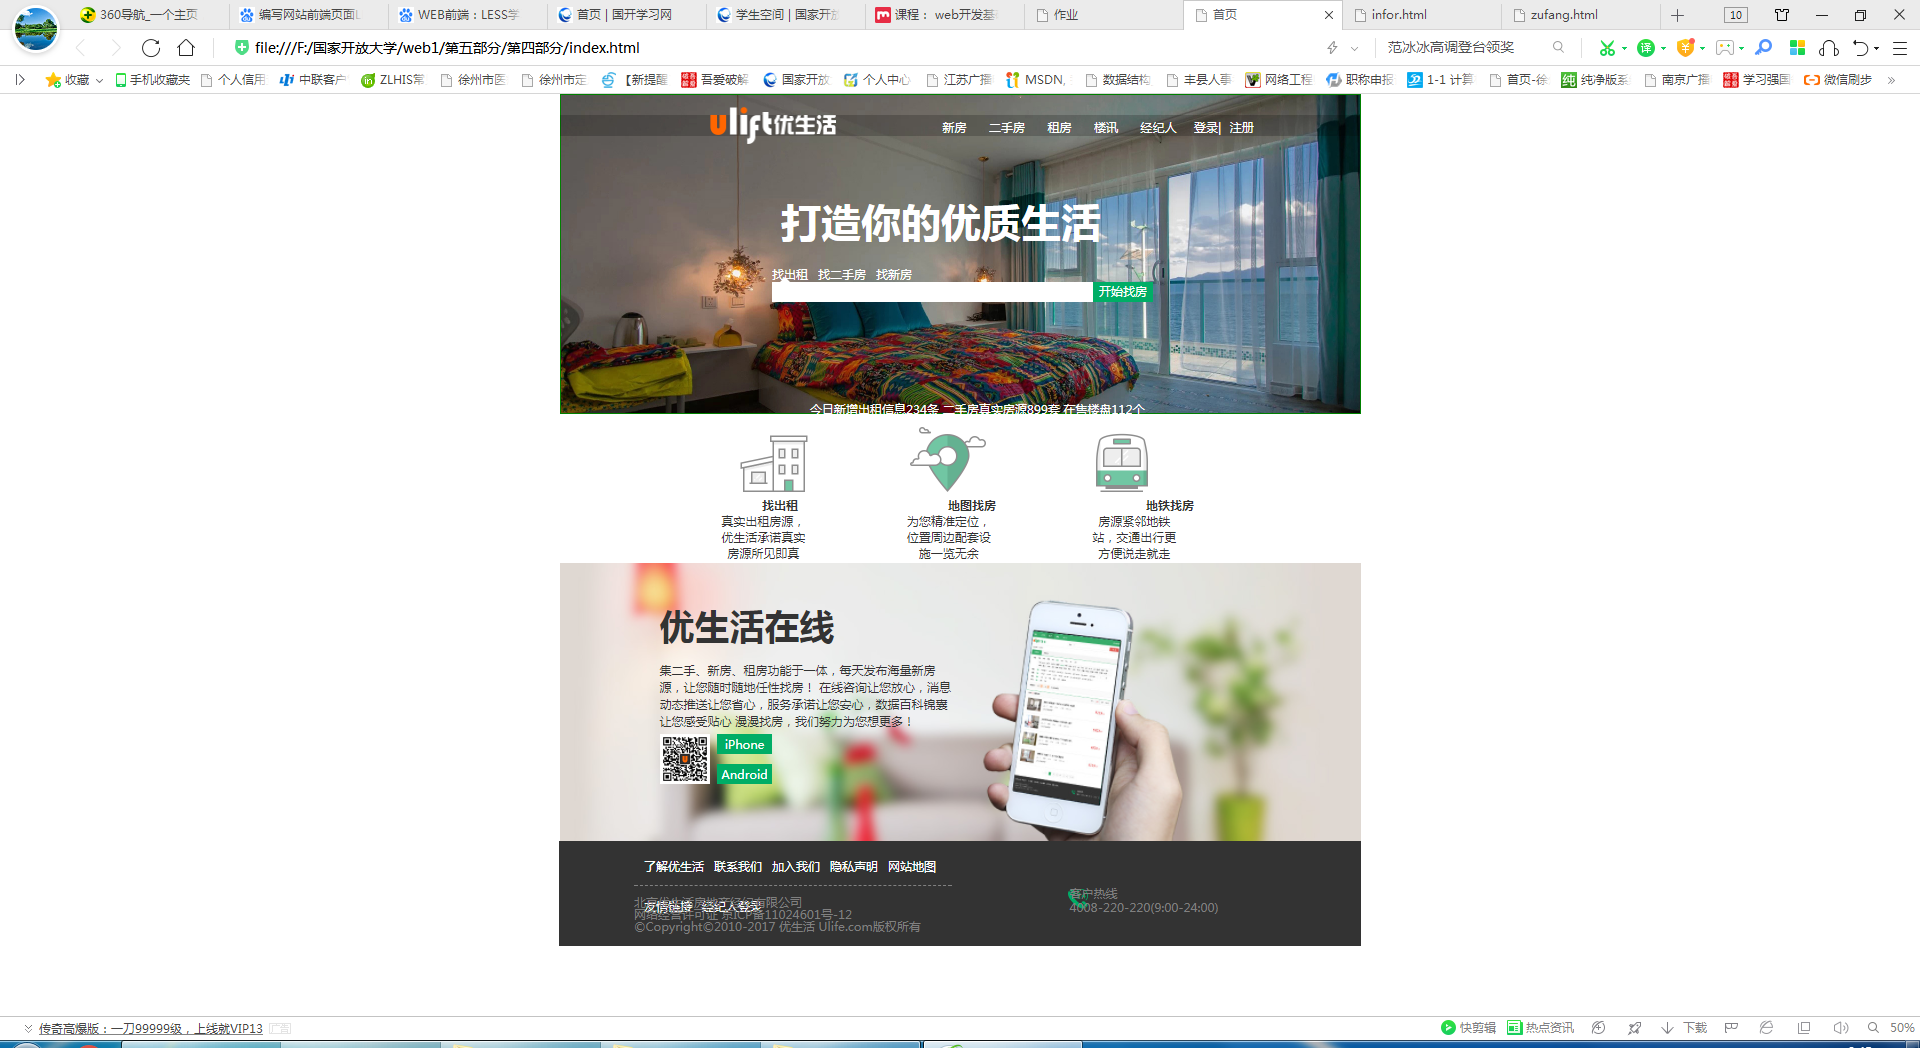 360导航_一个主页
编写网站前端页面L
WEB前端：LESS学
首页 | 国开学习网
学生空间 | 国家开放
课程： web开发基础
作业
首页
infor.html
zufang.html
10
file:///F:/国家开放大学/web1/第五部分/第四部分/index.html
范冰冰高调登台领奖
收藏
手机收藏夹
个人信用
中联客户
ZLHIS常
徐州市医
徐州市定
【新提醒
吾爱破解
国家开放
个人中心
江苏广播
MSDN,
数据结构
丰县人事
网络工程
职称申报
1-1 计算
首页-徐
纯净版系
南京广播
学习强国
微信刷步
ulift优生活
新房 二手房 租房 楼讯 经纪人 登录| 注册
打造你的优质生活
找出租 找二手房 找新房
开始找房
今日新增出租信息234条 二手房真实房源899套 在售楼盘112个
找出租
真实出租房源，
优生活承诺真实
房源所见即真
地图找房
为您精准定位，
位置周边配套设
施一览无余
地铁找房
房源紧邻地铁
站，交通出行更
方便说走就走
优生活在线
集二手、新房、租房功能于一体，每天发布海量新房
源，让您随时随地任性找房！ 在线咨询让您放心，消息
动态推送让您省心，服务承诺让您安心，数据百科锦囊
让您感受贴心 漫漫找房，我们努力为您想更多！
iPhone
Android
了解优生活 联系我们 加入我们 隐私声明 网站地图
友情链接 经纪人登录
网络经营许可证 京ICP备11024601号-12
©Copyright©2010-2017 优生活 Ulife.com版权所有
客户热线
4008-220-220(9:00-24:00)
传奇高爆版：一刀99999级，上线就VIP13
广告
快剪辑
热点资讯
下载
50%